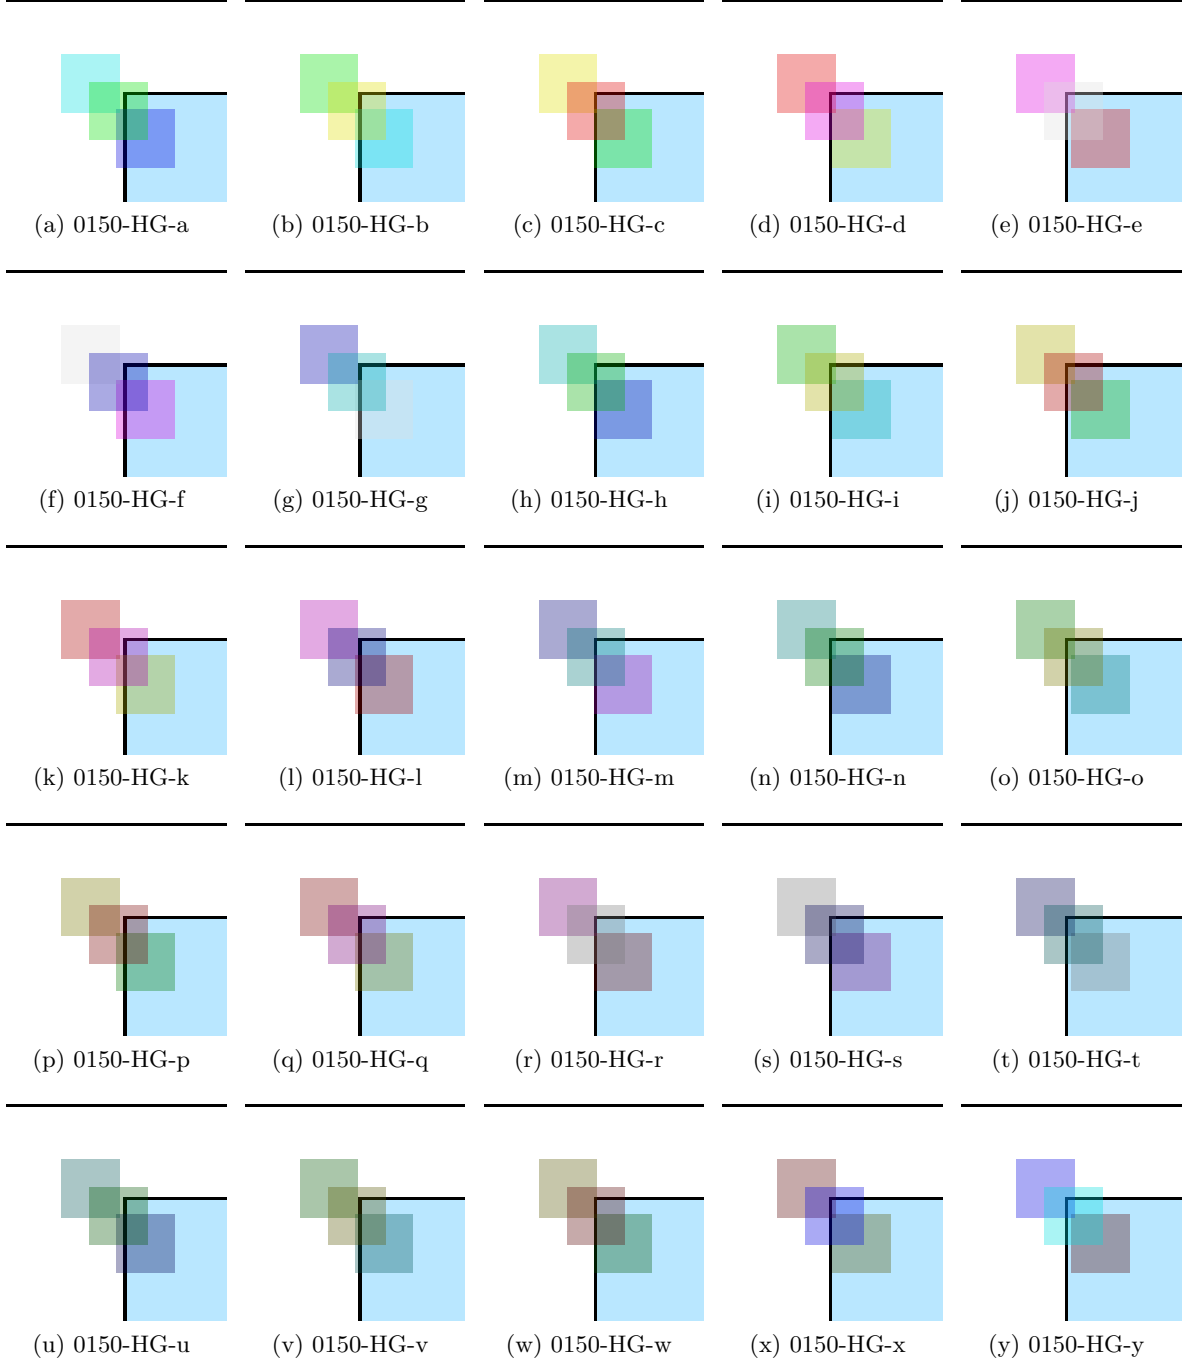 (a) 0150-HG-a (b) 0150-HG-b (c) 0150-HG-c (d) 0150-HG-d (e) 0150-HG-e
(f) 0150-HG-f (g) 0150-HG-g (h) 0150-HG-h (i) 0150-HG-i (j) 0150-HG-j
(k) 0150-HG-k (l) 0150-HG-l (m) 0150-HG-m (n) 0150-HG-n (o) 0150-HG-o
(p) 0150-HG-p (q) 0150-HG-q (r) 0150-HG-r (s) 0150-HG-s (t) 0150-HG-t
(u) 0150-HG-u (v) 0150-HG-v (w) 0150-HG-w (x) 0150-HG-x (y) 0150-HG-y